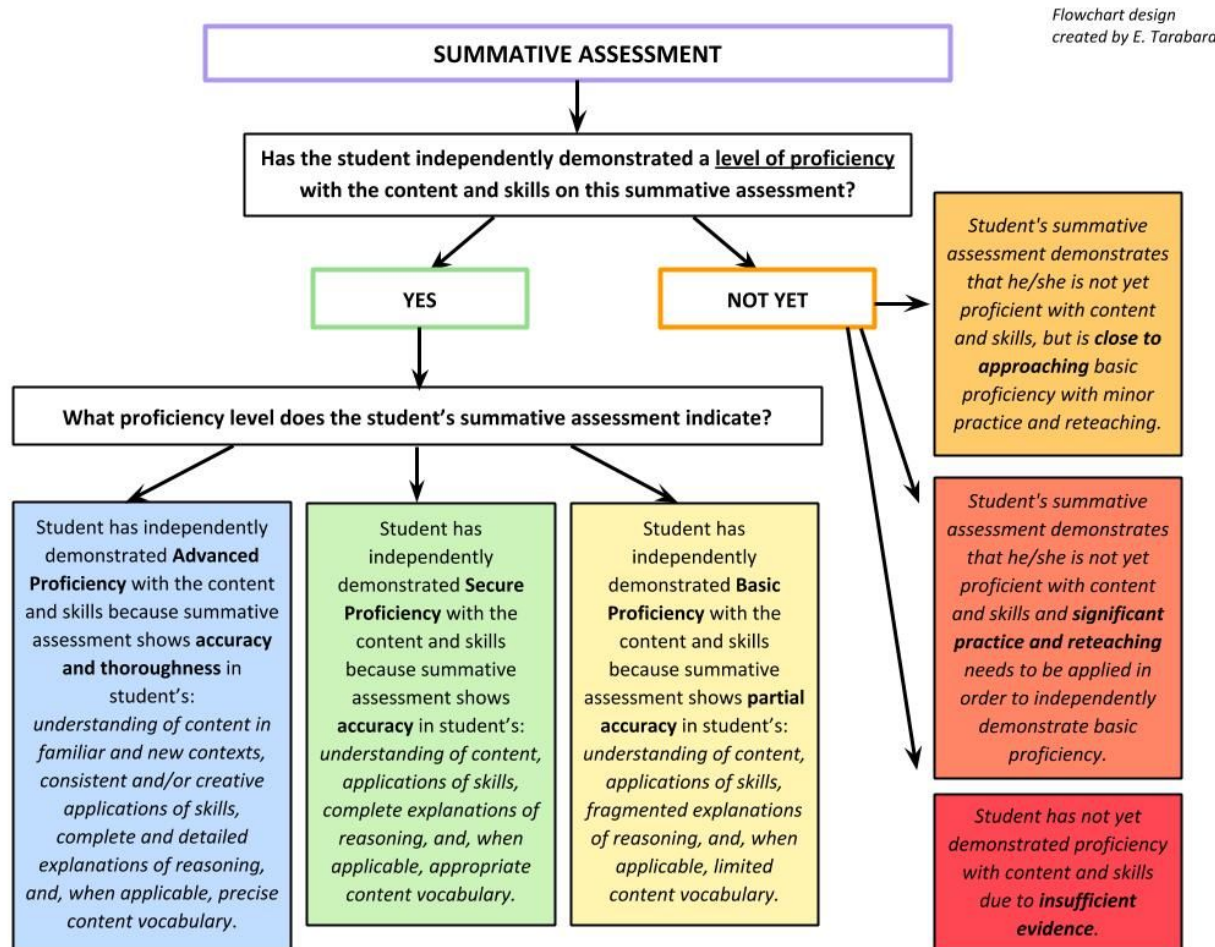 Flowchart design
created by E. Tarabara
SUMMATIVE ASSESSMENT
Has the student independently demonstrated a level of proficiency
with the content and skills on this summative assessment?
YES
NOT YET
What proficiency level does the student’s summative assessment indicate?
Student has independently
demonstrated Advanced
Proficiency with the content
and skills because summative
assessment shows accuracy
and thoroughness in
student’s:
understanding of content in
familiar and new contexts,
consistent and/or creative
applications of skills,
complete and detailed
explanations of reasoning,
and, when applicable, precise
content vocabulary.
Student has
independently
demonstrated Secure
Proficiency with the
content and skills
because summative
assessment shows
accuracy in student’s:
understanding of content,
applications of skills,
complete explanations of
reasoning, and, when
applicable, appropriate
content vocabulary.
Student has
independently
demonstrated Basic
Proficiency with the
content and skills
because summative
assessment shows partial
accuracy in student’s:
understanding of content,
applications of skills,
fragmented explanations
of reasoning, and, when
applicable, limited
content vocabulary.
Student's summative
assessment demonstrates
that he/she is not yet
proficient with content
and skills, but is close to
approaching basic
proficiency with minor
practice and reteaching.
Student's summative
assessment demonstrates
that he/she is not yet
proficient with content
and skills and significant
practice and reteaching
needs to be applied in
order to independently
demonstrate basic
proficiency.
Student has not yet
demonstrated proficiency
with content and skills
due to insufficient
evidence.